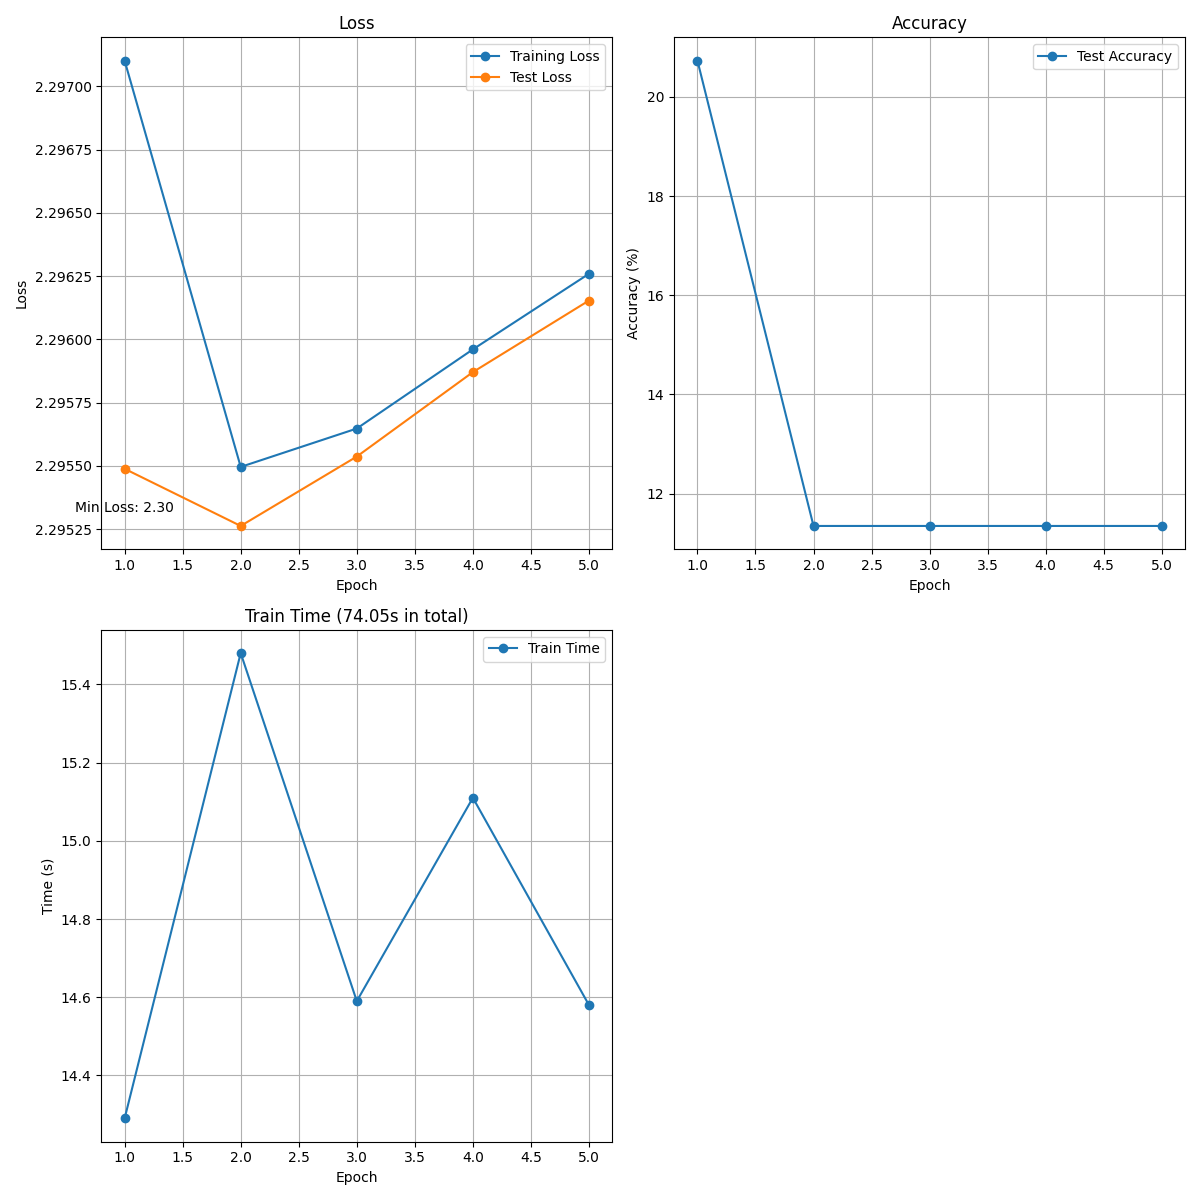 Loss
Training Loss
Test Loss
2.29700
2.29675
2.29650
2.29625
2.29600
2.29575
2.29550
2.29525
Loss
Min Loss: 2.30
1.0 1.5 2.0 2.5 3.0 3.5 4.0 4.5 5.0
Epoch
Accuracy
Test Accuracy
20
18
16
14
12
Accuracy (%)
1.0 1.5 2.0 2.5 3.0 3.5 4.0 4.5 5.0
Epoch
Train Time (74.05s in total)
Train Time
15.4
15.2
15.0
14.8
14.6
14.4
Time (s)
1.0 1.5 2.0 2.5 3.0 3.5 4.0 4.5 5.0
Epoch